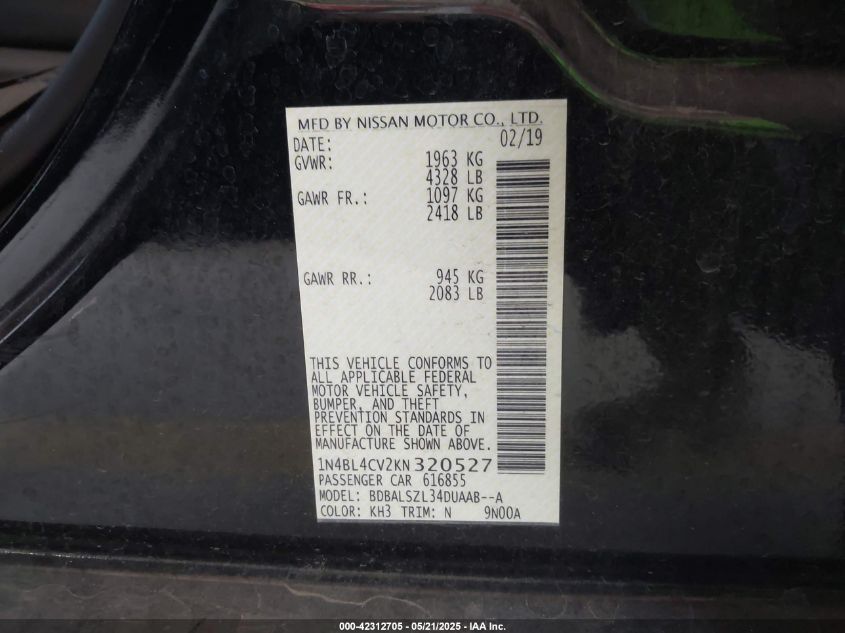 MFD BY NISSAN MOTOR CO., LTD.
DATE: 02/19
GVWR: 1963 KG
4328 LB
GAWR FR.: 1097 KG
2418 LB
GAWR RR.: 945 KG
2083 LB
THIS VEHICLE CONFORMS TO
ALL APPLICABLE FEDERAL
MOTOR VEHICLE SAFETY,
BUMPER, AND THEFT
PREVENTION STANDARDS IN
EFFECT ON THE DATE OF
MANUFACTURE SHOWN ABOVE.
1N4BL4CV2KN320527
PASSENGER CAR 616855
MODEL: BDBALSZL34DUAAB--A
COLOR: KH3 TRIM: N 9N00A
000-42312705 - 05/21/2025 - IAA Inc.